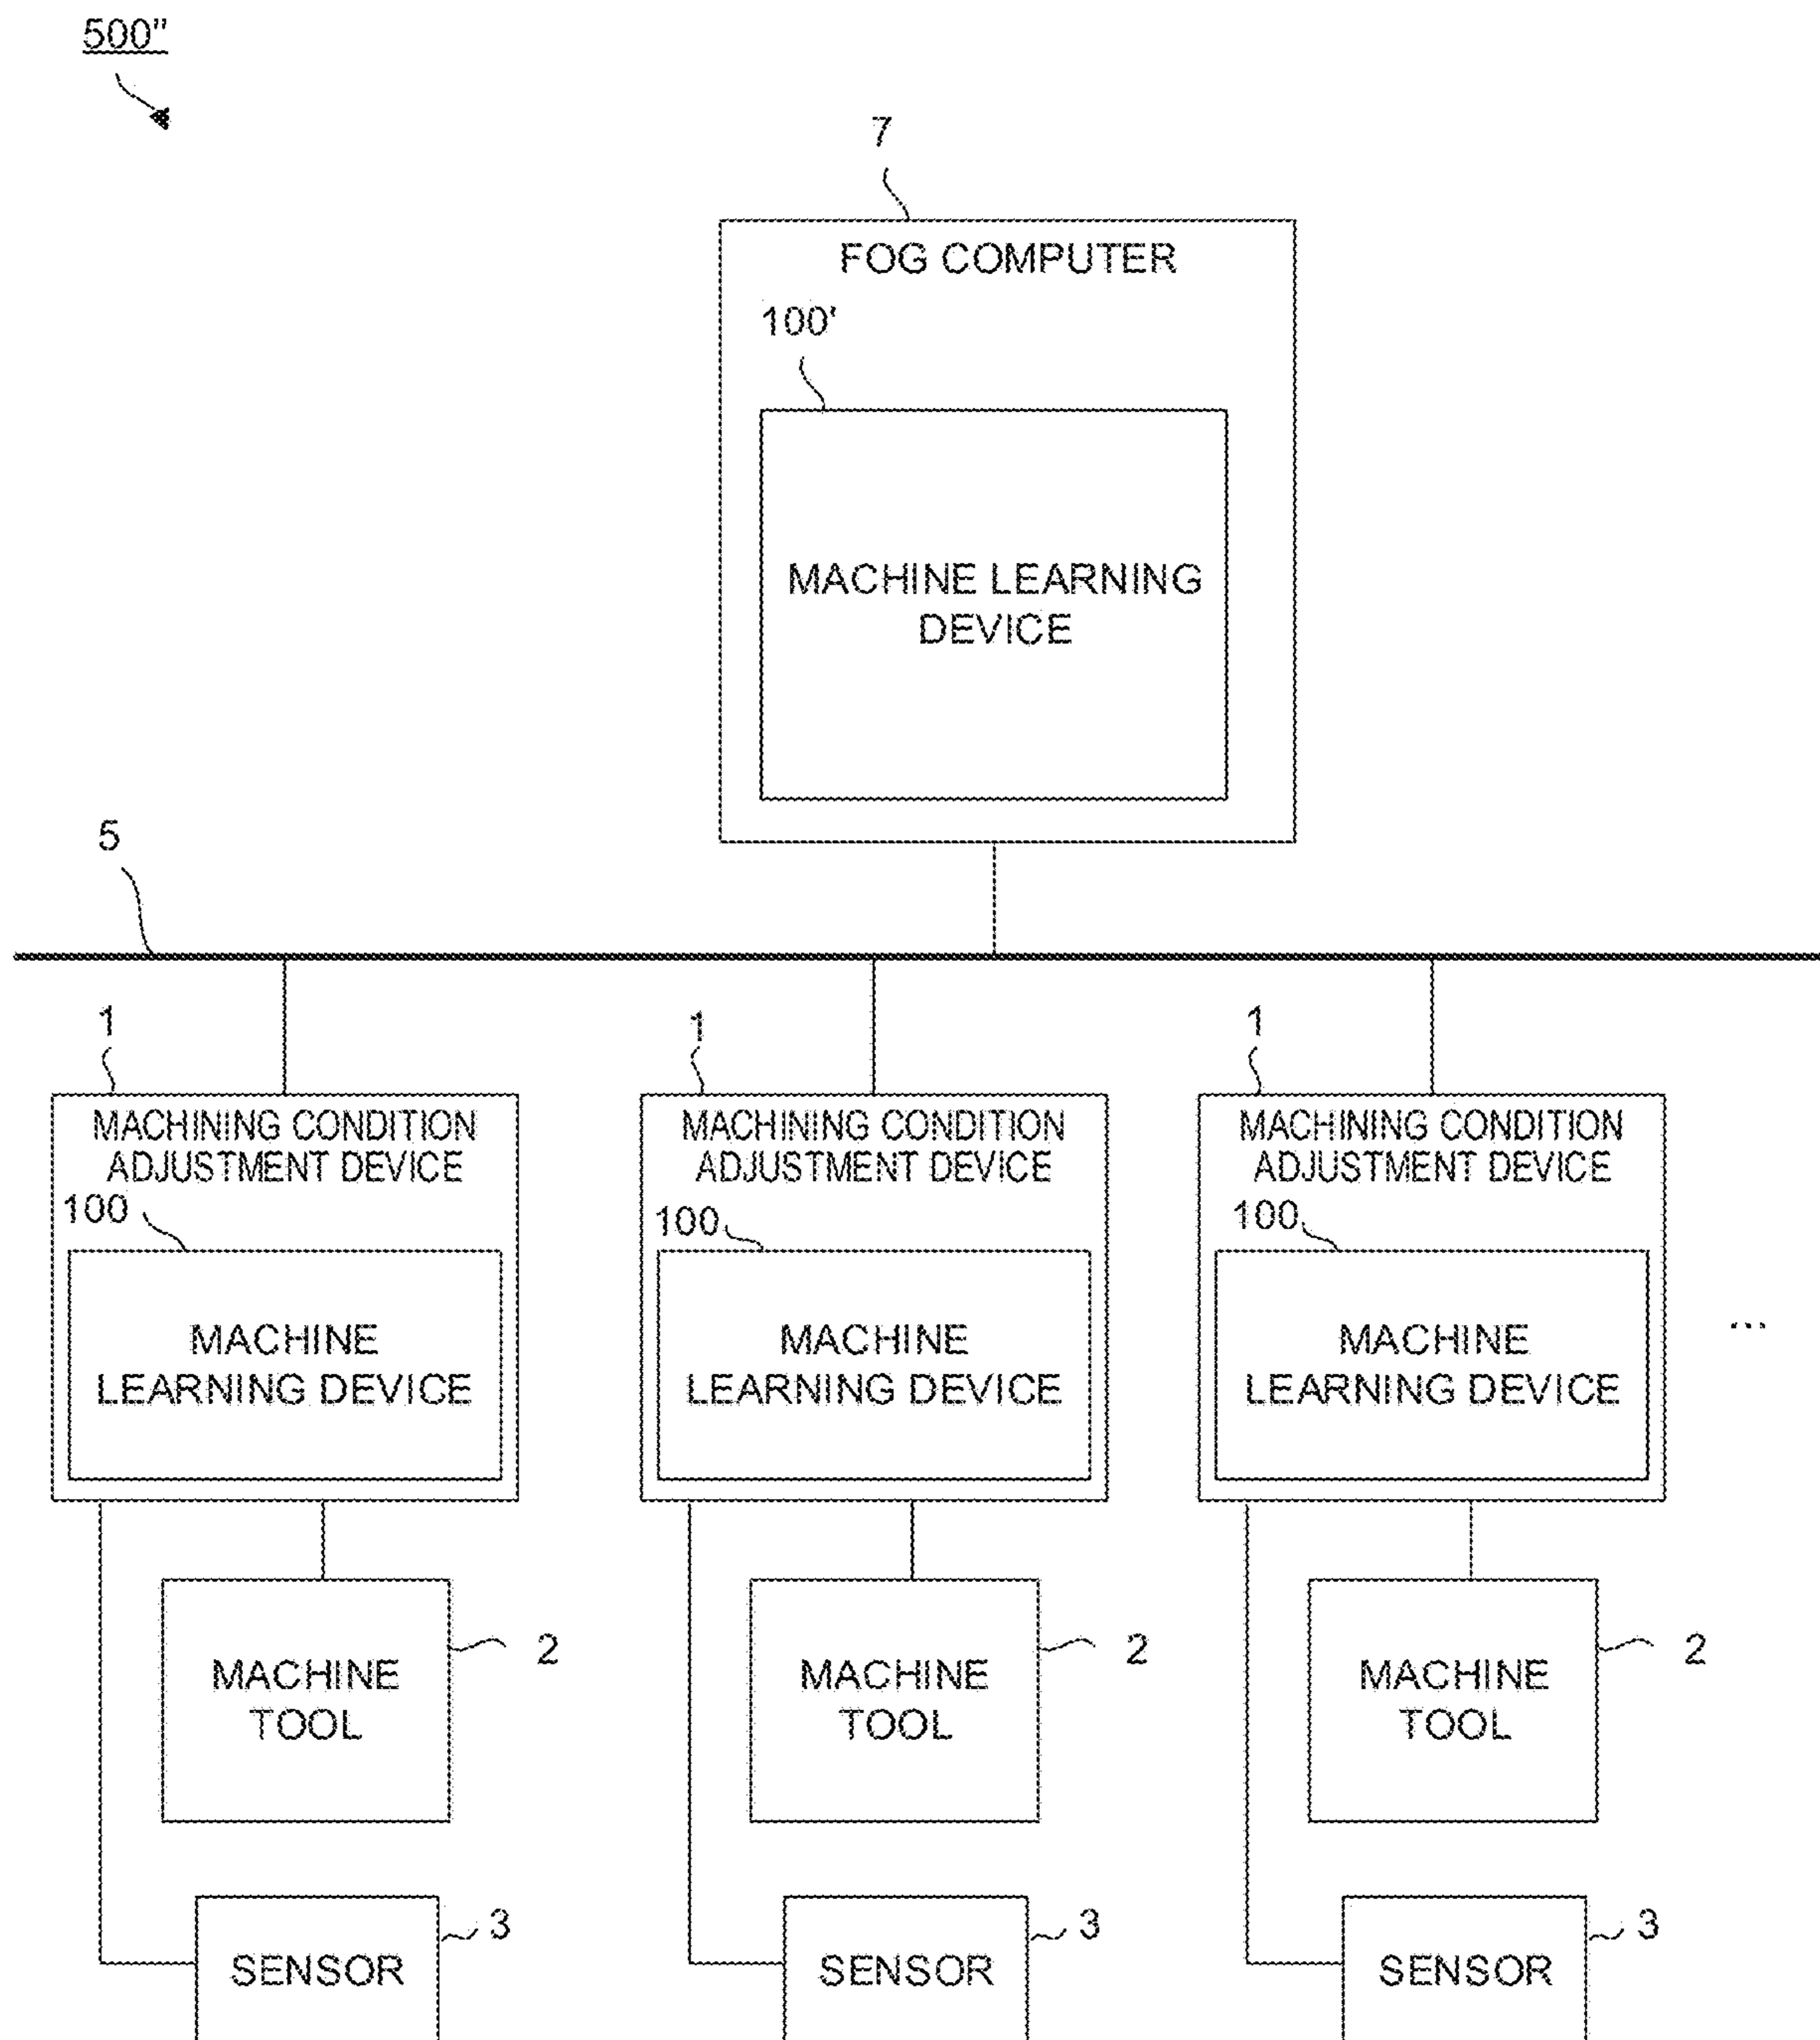 500"
7
FOG COMPUTER
100'
MACHINE LEARNING
DEVICE
5
1
1
1
MACHINING CONDITION
ADJUSTMENT DEVICE
MACHINING CONDITION
ADJUSTMENT DEVICE
MACHINING CONDITION
ADJUSTMENT DEVICE
100
100
100
MACHINE
LEARNING DEVICE
MACHINE
LEARNING DEVICE
MACHINE
LEARNING DEVICE
...
MACHINE
TOOL
2
MACHINE
TOOL
2
MACHINE
TOOL
2
SENSOR
3
SENSOR
3
SENSOR
3